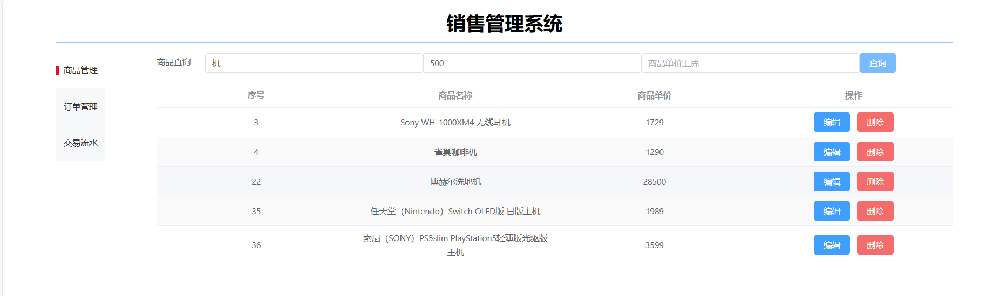 销售管理系统
商品管理
订单管理
交易流水
商品查询 机 500 商品单价上界 查询
序号 商品名称 商品单价 操作
3 Sony WH-1000XM4 无线耳机 1729 编辑 删除
4 雀巢咖啡机 1290 编辑 删除
22 博赫尔洗地机 28500 编辑 删除
35 任天堂（Nintendo）Switch OLED版 日版主机 1989 编辑 删除
36 索尼（SONY）PS5slim PlayStation5轻薄版光驱版 3599 编辑 删除
主机